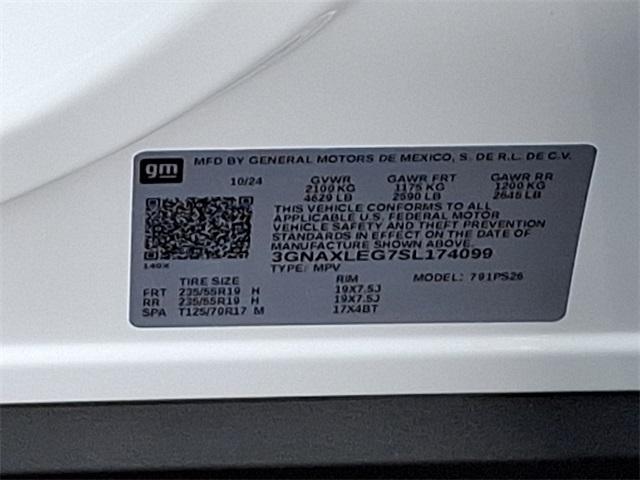 gm MFD BY GENERAL MOTORS DE MEXICO, S. DE R.L. DE C.V.
10/24 GVWR GAWR FRT GAWR RR
2100 KG 1175 KG 1200 KG
4629 LB 2590 LB 2645 LB
THIS VEHICLE CONFORMS TO ALL
APPLICABLE U.S. FEDERAL MOTOR
VEHICLE SAFETY AND THEFT PREVENTION
STANDARDS IN EFFECT ON THE DATE OF
MANUFACTURE SHOWN ABOVE.
3GNAXLEG7SL174099
TYPE: MPV MODEL: 791PS26
TIRE SIZE RIM
FRT 235/55R19 H 19X7.5J
RR 235/55R19 H 19X7.5J
SPA T125/70R17 M 17X4BT